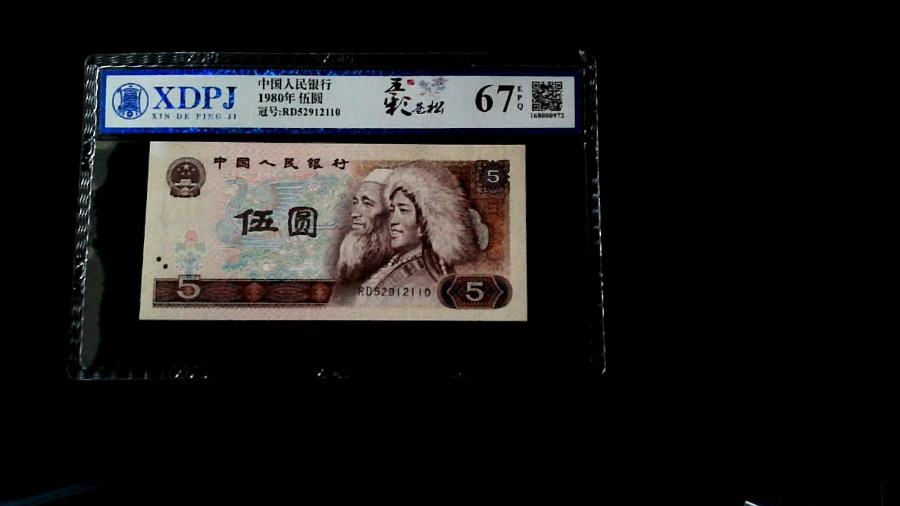 XDPJ
XIN DE PING JI
中国人民银行
1980年 伍圆
冠号:RD52912110
五彩苍松
67 EPQ
168000972
中国人民银行
5
伍圆
5
RD52912110
5